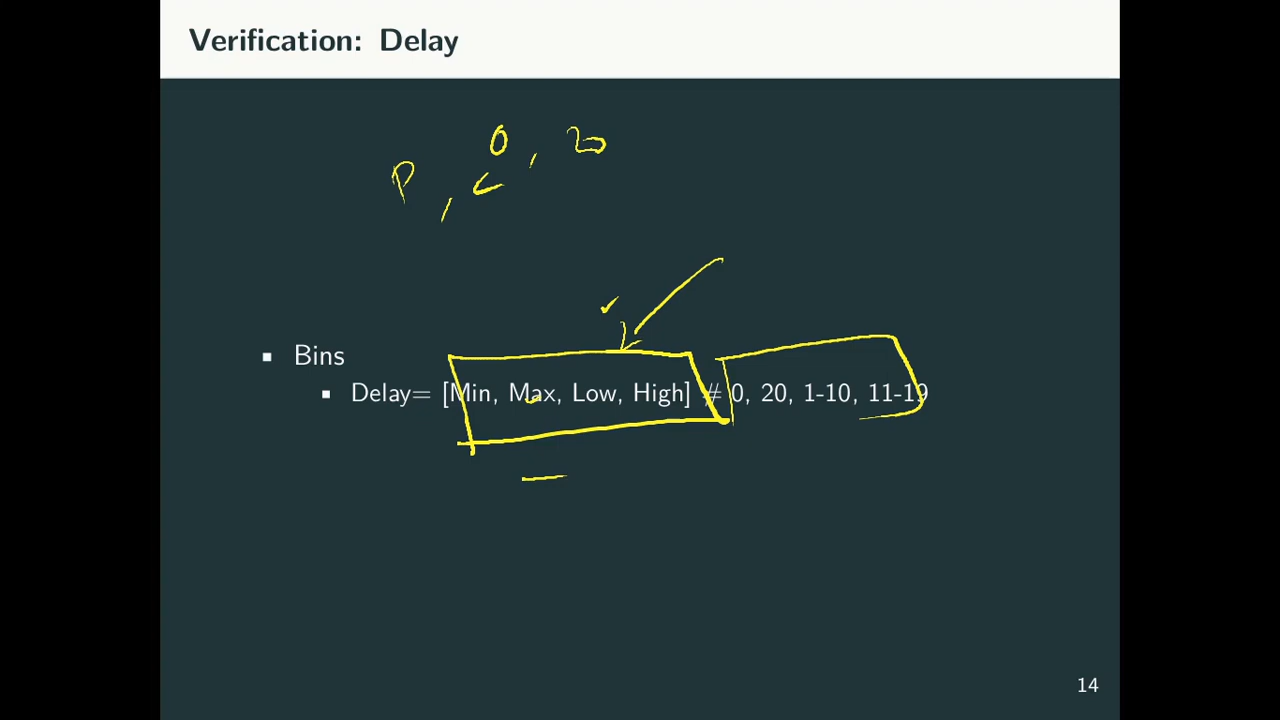 Verification: Delay
0, 20
P, C
Bins
Delay= [Min, Max, Low, High] # 0, 20, 1-10, 11-19
14